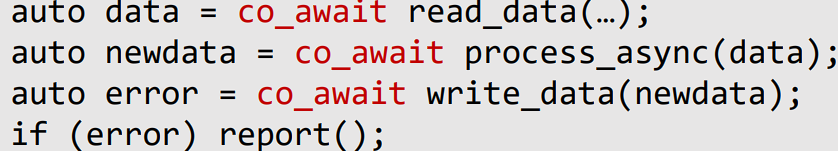 auto data = co_await read_data(…);
auto newdata = co_await process_async(data);
auto error = co_await write_data(newdata);
if (error) report();